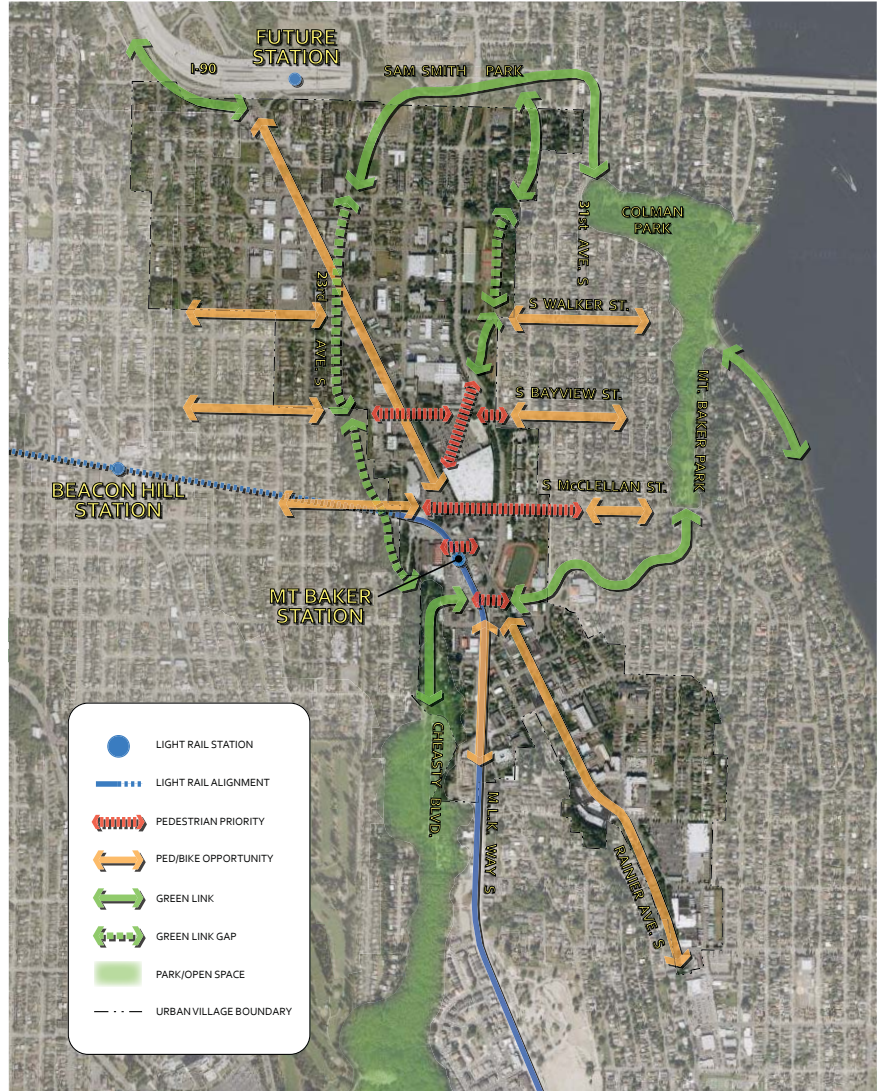 FUTURE
STATION
I-90
SAM SMITH PARK
31st AVE. S
COLMAN
PARK
23rd AVE. S
S WALKER ST.
S BAYVIEW ST.
MT. BAKER PARK
BEACON HILL
STATION
S McCLELLAN ST.
MT BAKER
STATION
CHEASTY BLVD.
M.L.K WAY S
RAINIER AVE. S
LIGHT RAIL STATION
LIGHT RAIL ALIGNMENT
PEDESTRIAN PRIORITY
PED/BIKE OPPORTUNITY
GREEN LINK
GREEN LINK GAP
PARK/OPEN SPACE
URBAN VILLAGE BOUNDARY